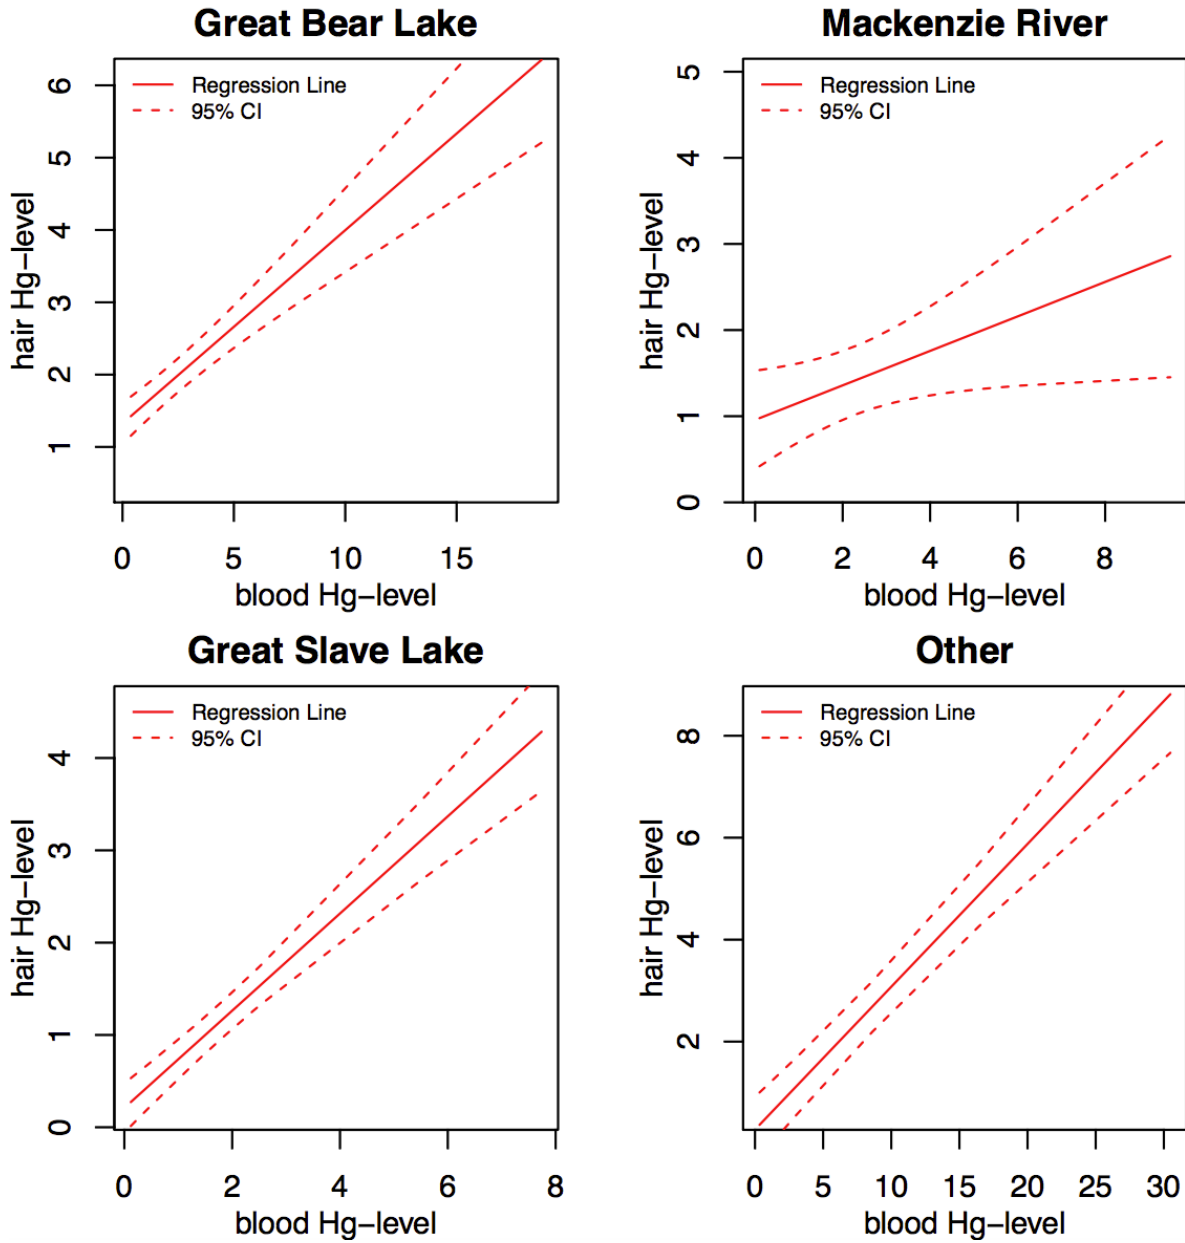 Great Bear Lake
Regression Line
95% CI
hair Hg−level
6
5
4
3
2
1
0 5 10 15
blood Hg−level
Mackenzie River
Regression Line
95% CI
hair Hg−level
5
4
3
2
1
0
0 2 4 6 8
blood Hg−level
Great Slave Lake
Regression Line
95% CI
hair Hg−level
4
3
2
1
0
0 2 4 6 8
blood Hg−level
Other
Regression Line
95% CI
hair Hg−level
8
6
4
2
0 5 10 15 20 25 30
blood Hg−level